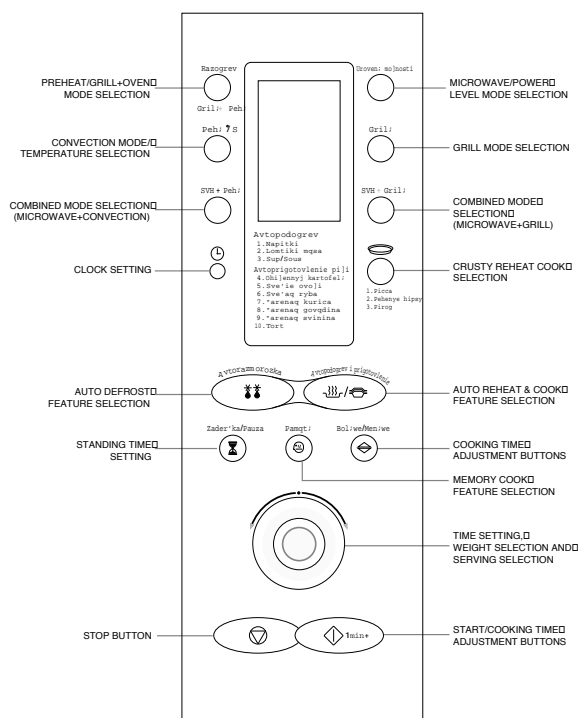 Razogrev
Uroven; mo]nosti
PREHEAT/GRILL+OVEN□
MODE SELECTION
MICROWAVE/POWER□
LEVEL MODE SELECTION
Gril;+ Peh;
Peh; S
Gril;
CONVECTION MODE/□
TEMPERATURE SELECTION
GRILL MODE SELECTION
SVH + Peh;
SVH + Gril;
COMBINED MODE SELECTION□
(MICROWAVE+CONVECTION)
COMBINED MODE□
SELECTION□
(MICROWAVE+GRILL)
Avtopodogrev
1.Napitki
2.Lomtiki mqsa
3.Sup/Sous
CLOCK SETTING
CRUSTY REHEAT COOK□
SELECTION
Avtoprigotovlenie pi]i
4.Ohi]ennyj kartofel;
5.Sve'ie ovo]i
6.Sve'aq ryba
7."arenaq kurica
8."arenaq govqdina
9."arenaq svinina
10.Tort
1.Picca
2.Pehenye hipsy
3.Pirog
Avtorazmorozka
Avtopodogrev i prigotovlenie
AUTO DEFROST□
FEATURE SELECTION
AUTO REHEAT & COOK□
FEATURE SELECTION
Zader'ka/Pauza
Pamqt;
Bol;we/Men;we
STANDING TIME□
SETTING
COOKING TIME□
ADJUSTMENT BUTTONS
MEMORY COOK□
FEATURE SELECTION
TIME SETTING,□
WEIGHT SELECTION AND□
SERVING SELECTION
STOP BUTTON
1min+
START/COOKING TIME□
ADJUSTMENT BUTTONS